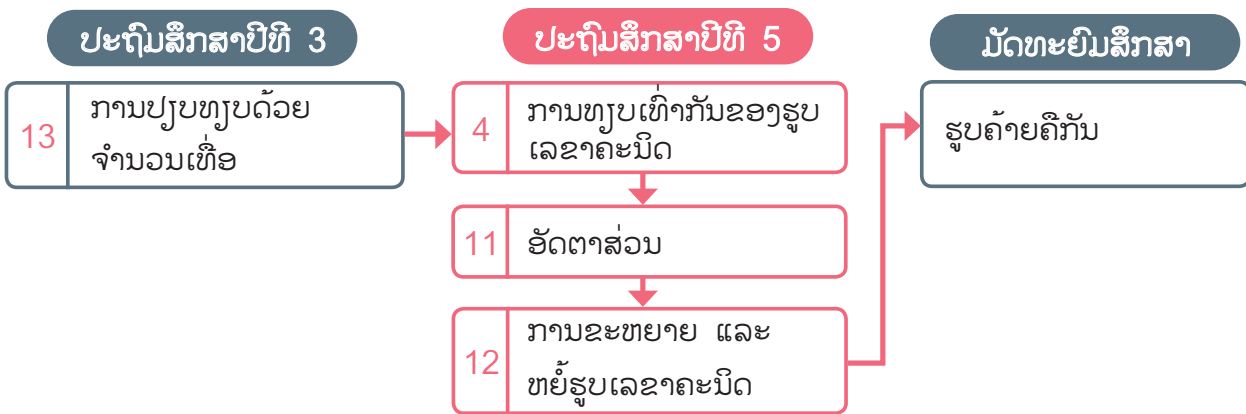 ປະຖົມສຶກສາປີທີ 3
13
ການປຽບທຽບດ້ວຍ
ຈຳນວນເທື່ອ
ປະຖົມສຶກສາປີທີ 5
4
ການທຽບເທົ່າກັນຂອງຮູບ
ເລຂາຄະນິດ
11
ອັດຕາສ່ວນ
12
ການຂະຫຍາຍ ແລະ
ຫຍໍ້ຮູບເລຂາຄະນິດ
ມັດທະຍົມສຶກສາ
ຮູບຄ້າຍຄືກັນ